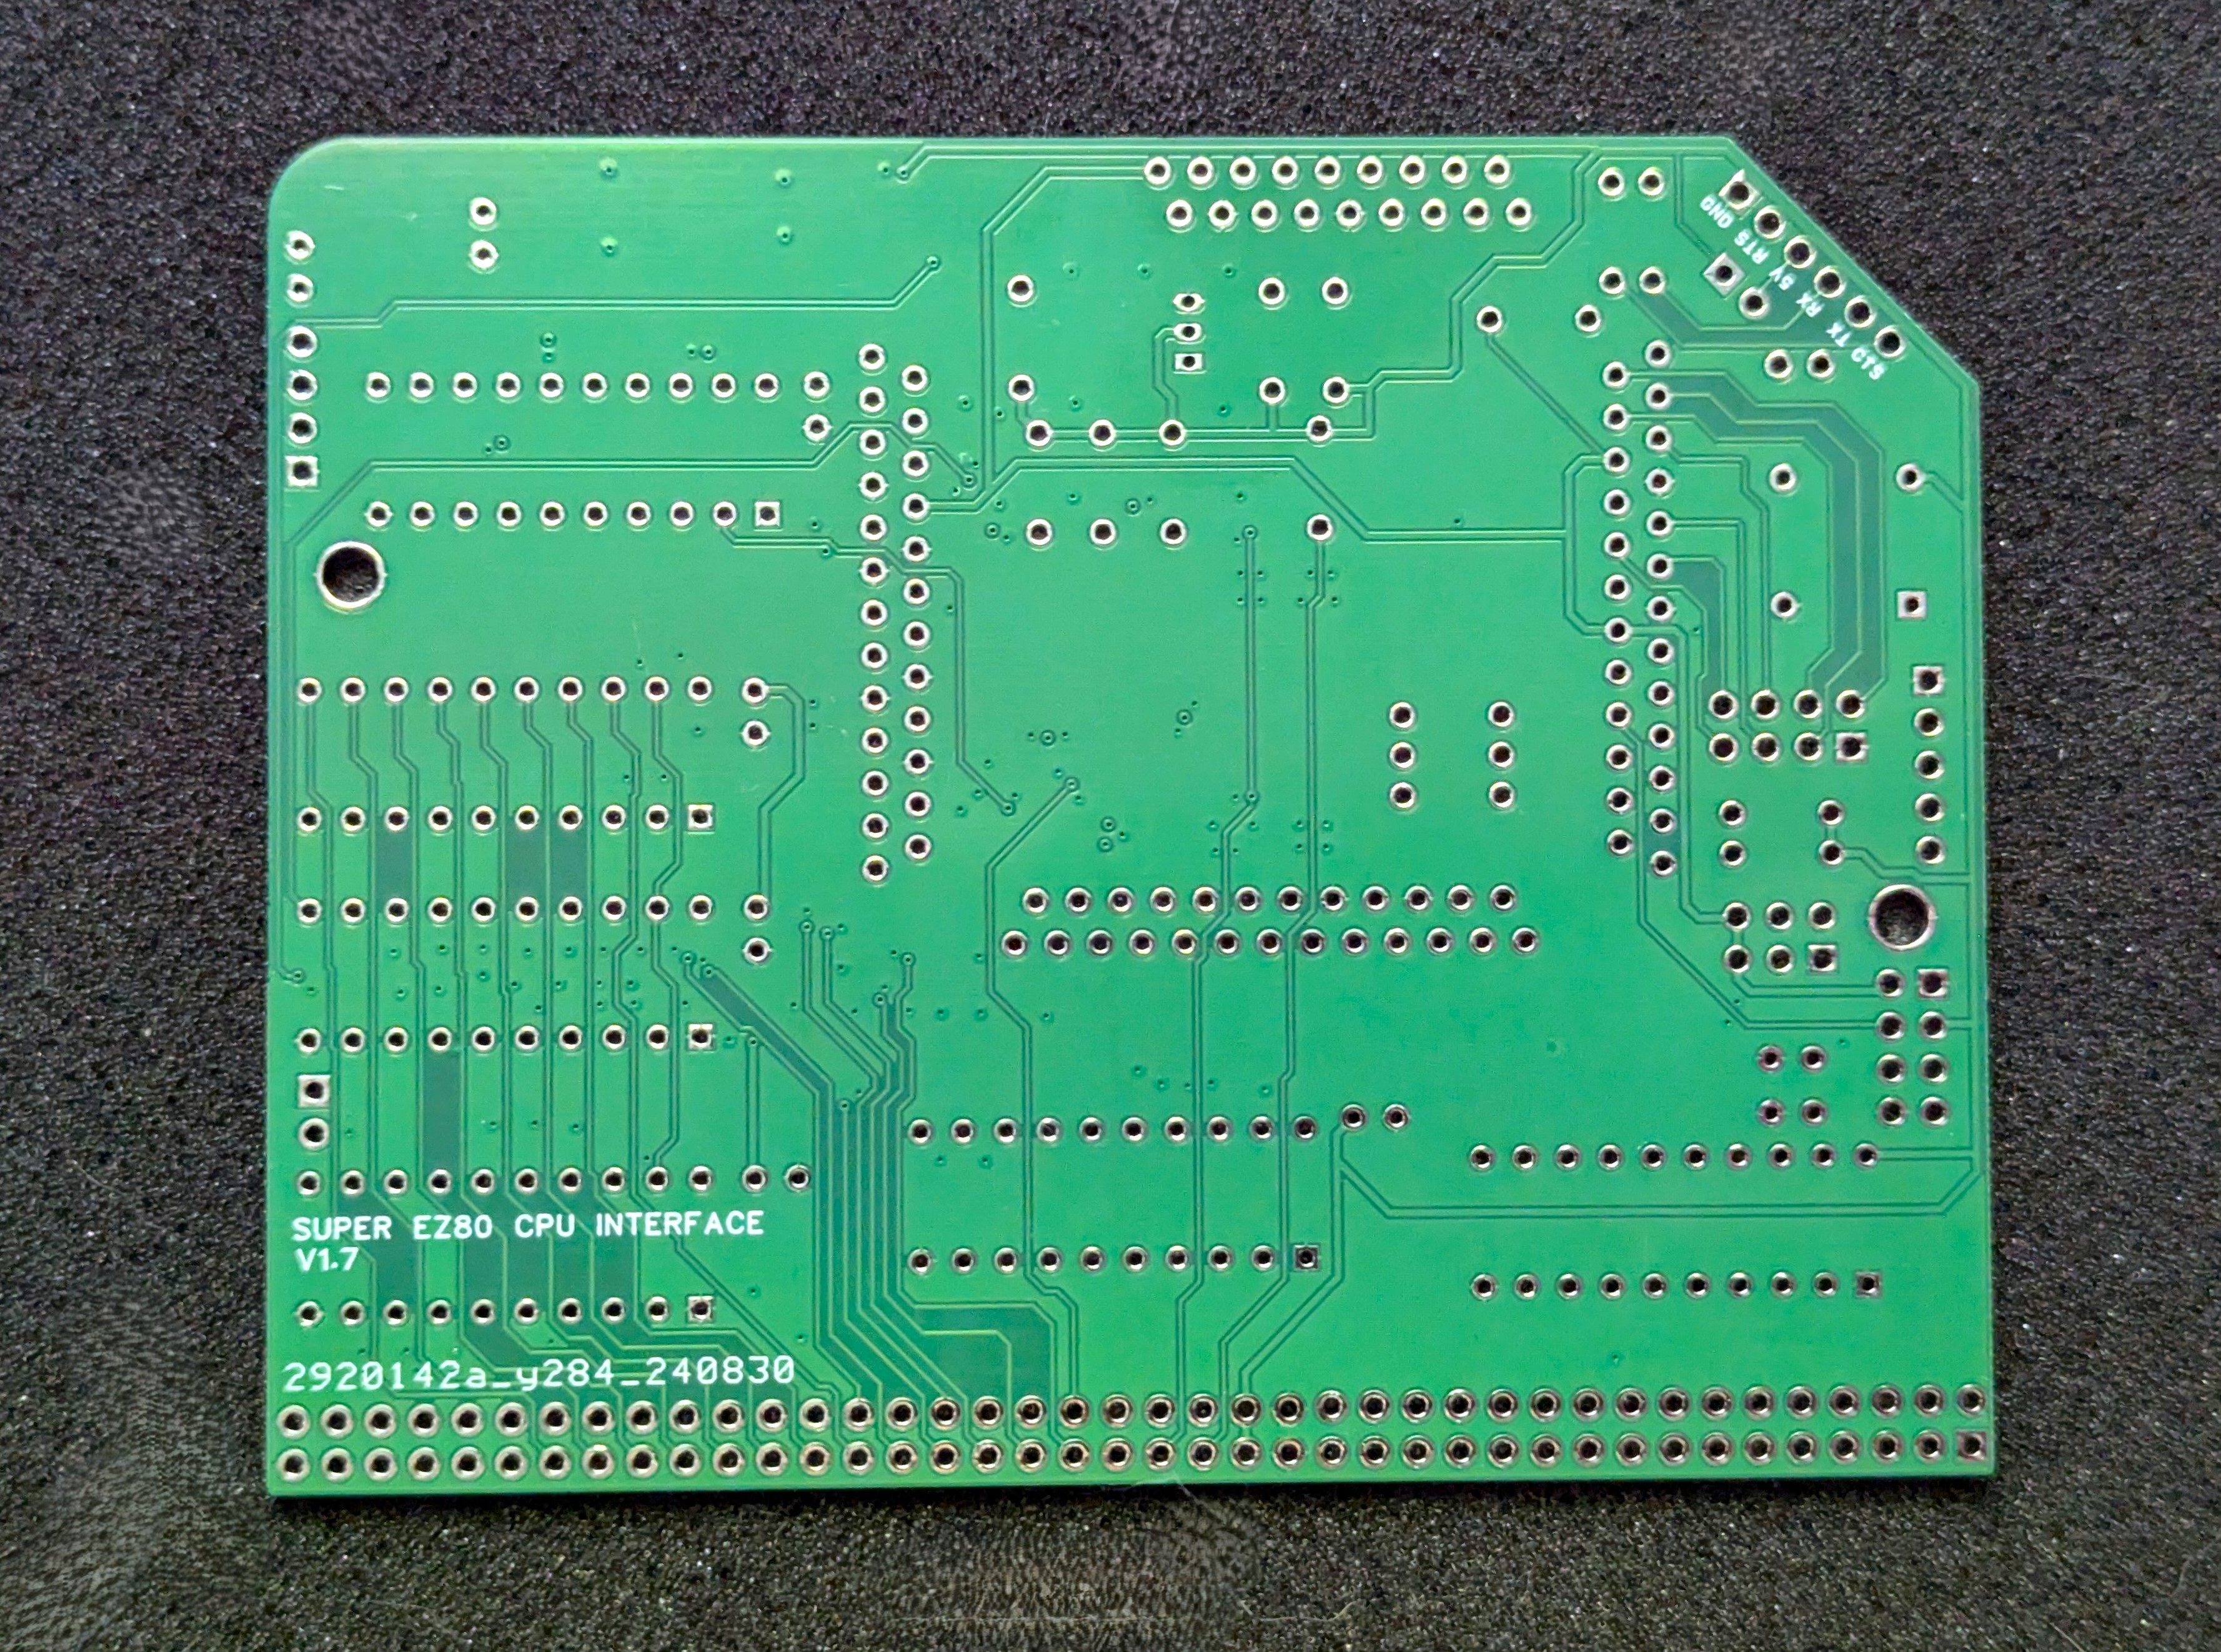 GND RTS 5V RX TX CTS
SUPER EZ80 CPU INTERFACE
V1.7
2920142a_y284_240830